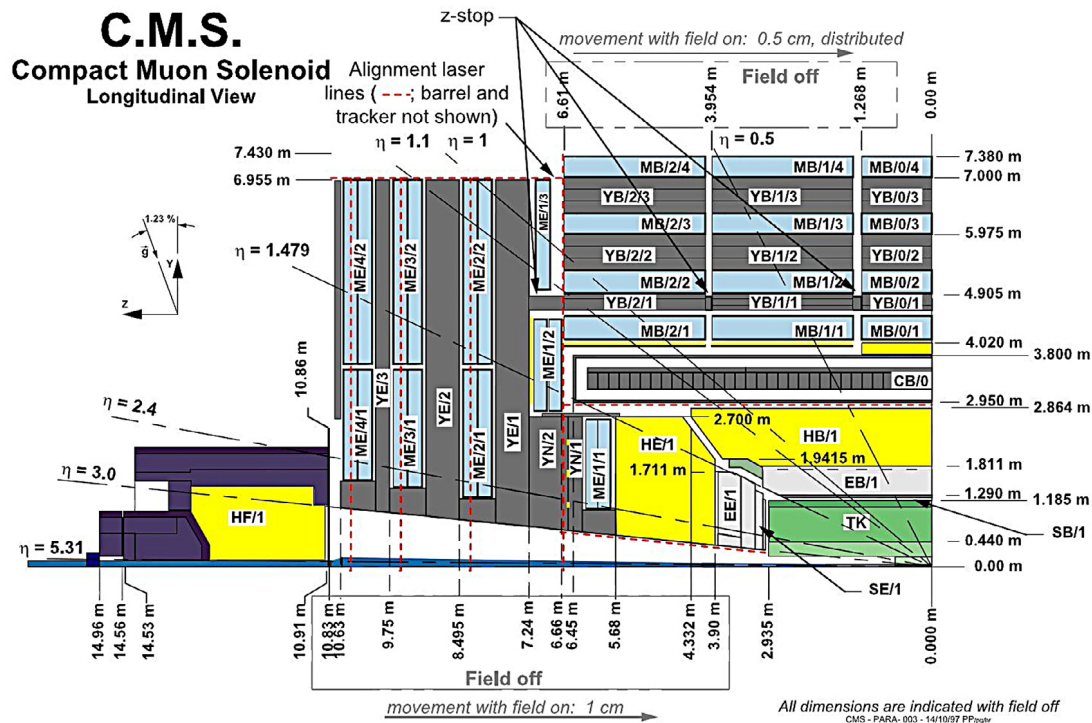 C.M.S.
Compact Muon Solenoid
Longitudinal View
Alignment laser
lines ( ---; barrel and
tracker not shown)
z-stop
movement with field on: 0.5 cm, distributed
Field off
6.61 m
3.954 m
1.268 m
0.00 m
η = 1.1
η = 1
η = 0.5
7.430 m
6.955 m
1.23 %
g
Y
Z
η = 1.479
10.86 m
η = 2.4
η = 3.0
η = 5.31
HF/1
ME/4/2
ME/3/2
ME/2/2
ME/1/3
ME/1/2
ME/4/1
ME/3/1
ME/2/1
ME/1/1
YE/3
YE/2
YE/1
YN/2
YN/1
MB/2/4
MB/1/4
MB/0/4
YB/2/3
YB/1/3
YB/0/3
MB/2/3
MB/1/3
MB/0/3
YB/2/2
YB/1/2
YB/0/2
MB/2/2
MB/1/2
MB/0/2
YB/2/1
YB/1/1
YB/0/1
MB/2/1
MB/1/1
MB/0/1
CB/0
HE/1
HB/1
2.700 m
1.9415 m
1.711 m
EB/1
EE/1
TK
SB/1
SE/1
7.380 m
7.000 m
5.975 m
4.905 m
4.020 m
3.800 m
2.950 m
2.864 m
1.811 m
1.290 m
1.185 m
0.440 m
0.00 m
14.96 m
14.56 m
14.53 m
10.91 m
10.83 m
10.63 m
9.75 m
8.495 m
7.24 m
6.66 m
6.45 m
5.68 m
4.332 m
3.90 m
2.935 m
0.000 m
Field off
movement with field on: 1 cm
All dimensions are indicated with field off
CMS - PARA- 003 - 14/10/97